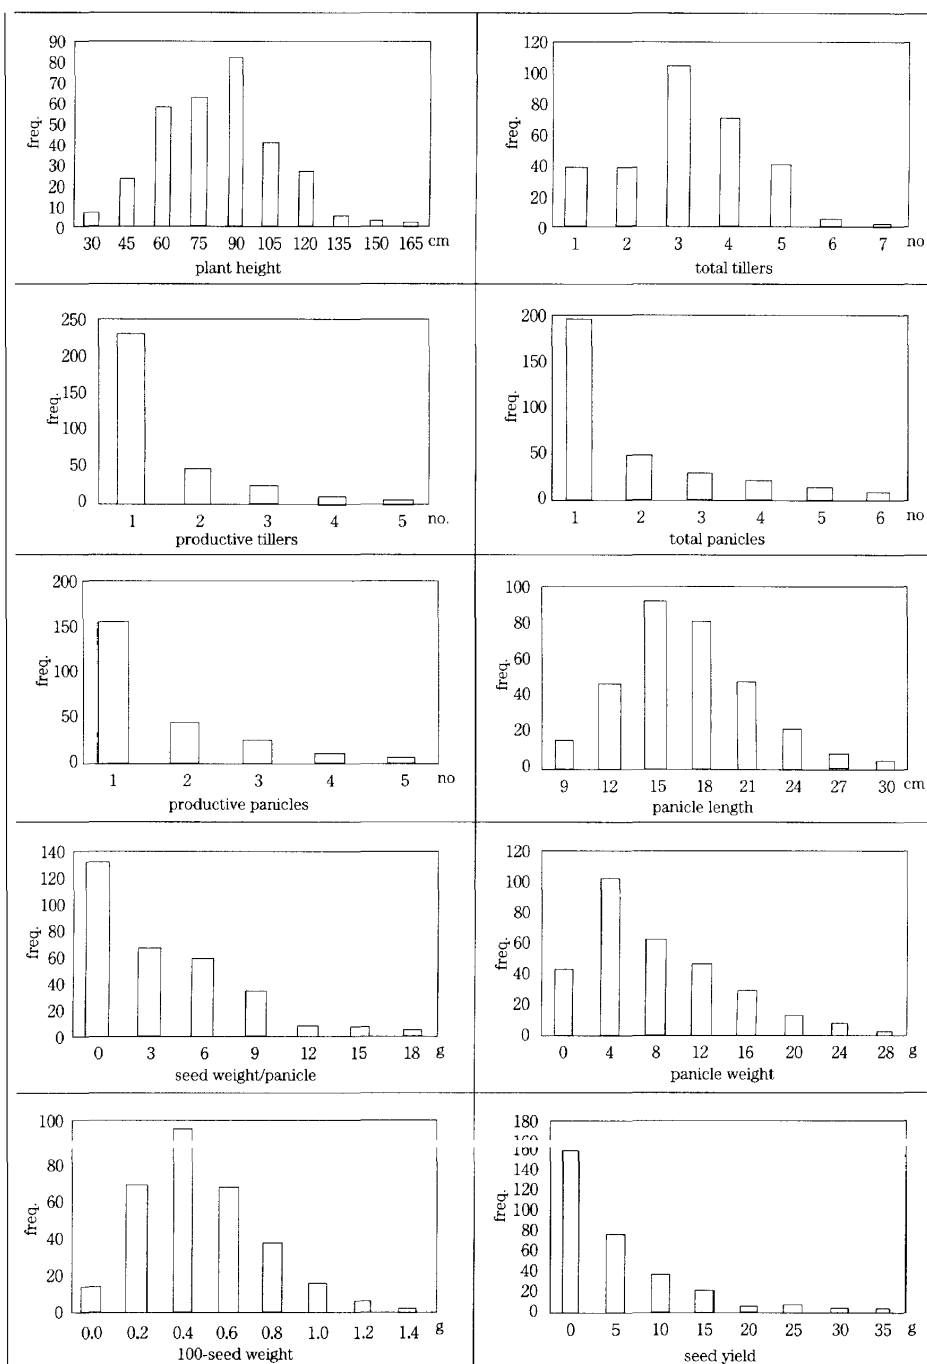 90
80
70
60
50
40
30
20
10
0
freq.
30 45 60 75 90 105 120 135 150 165 cm
plant height
120
100
80
60
40
20
0
freq.
1 2 3 4 5 6 7 no
total tillers
250
200
150
100
50
0
freq.
1 2 3 4 5 no.
productive tillers
200
150
100
50
0
freq.
1 2 3 4 5 6 no
total panicles
200
150
100
50
0
freq.
1 2 3 4 5 no
productive panicles
100
80
60
40
20
0
freq.
9 12 15 18 21 24 27 30 cm
panicle length
140
120
100
80
60
40
20
0
freq.
0 3 6 9 12 15 18 g
seed weight/panicle
120
100
80
60
40
20
0
freq.
0 4 8 12 16 20 24 28 g
panicle weight
100
80
60
40
20
0
freq.
0.0 0.2 0.4 0.6 0.8 1.0 1.2 1.4 g
100-seed weight
180
160
140
120
100
80
60
40
20
0
freq.
0 5 10 15 20 25 30 35 g
seed yield